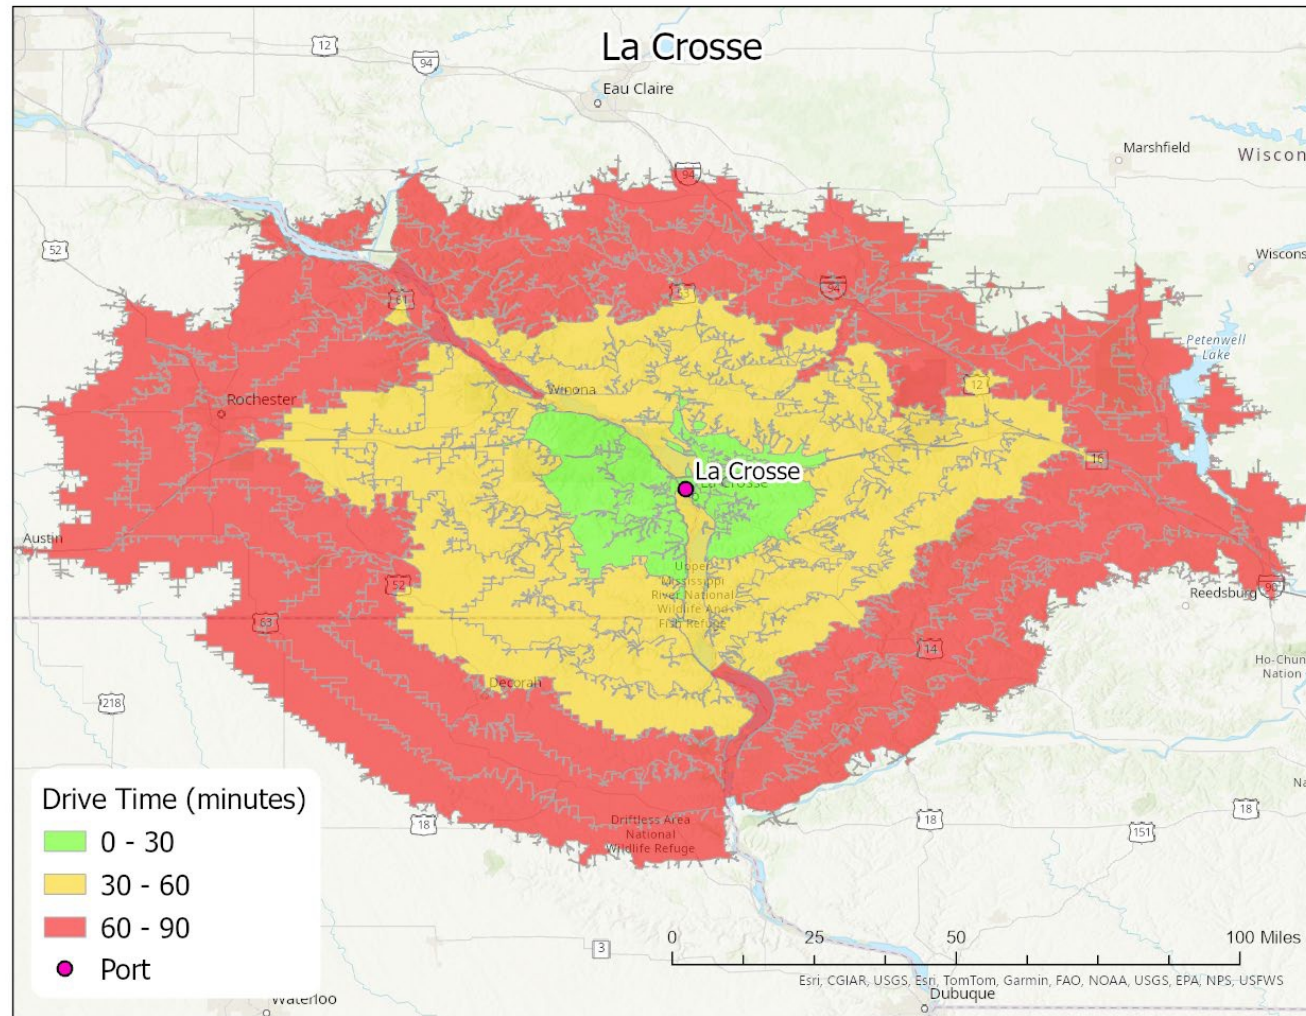 La Crosse
12
94
Eau Claire
Marshfield
Wiscon
94
52
Wiscons
94
61
53
Petenwell
Lake
12
Winona
Rochester
16
La Crosse
La Crosse
Austin
Upper
Mississippi
River National
Wildlife And
Fish Refuge
52
90
Reedsburg
63
14
Ho-Chun
Nation
Decorah
218
Na
Drive Time (minutes)
0 - 30
30 - 60
60 - 90
Port
18
Driftless Area
National
Wildlife Refuge
18
151
18
3
0 25 50 100 Miles
Esri, CGIAR, USGS, Esri, TomTom, Garmin, FAO, NOAA, USGS, EPA, NPS, USFWS
Waterloo
Dubuque